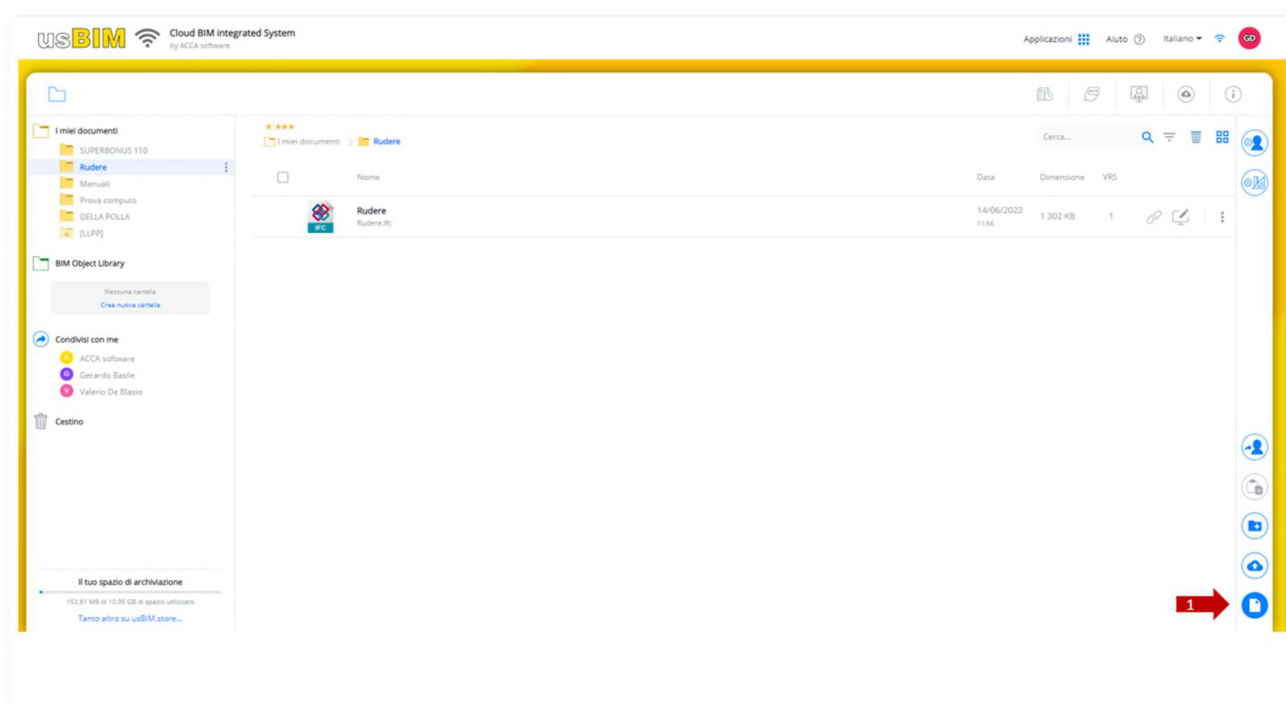 usBIM
Cloud BIM integrated System
by ACCA software
Applicazioni
Aiuto
Italiano
GD
I miei documenti
SUPERBONUS 110
Rudere
Manuali
Prova computo
DELLA POLLA
[LLPP]
BIM Object Library
Nessuna cartella
Crea nuova cartella
Condivisi con me
A ACCA software
G Gerardo Basile
V Valerio De Blasio
Cestino
Il tuo spazio di archiviazione
152.81 MB di 10.00 GB di spazio utilizzato
Tanto altro su usBIM.store...
I miei documenti > Rudere
Cerca...
Nome Data Dimensione VRS
IFC
Rudere 14/06/2022 1 302 KB 1
Rudere.ifc 11:56
1